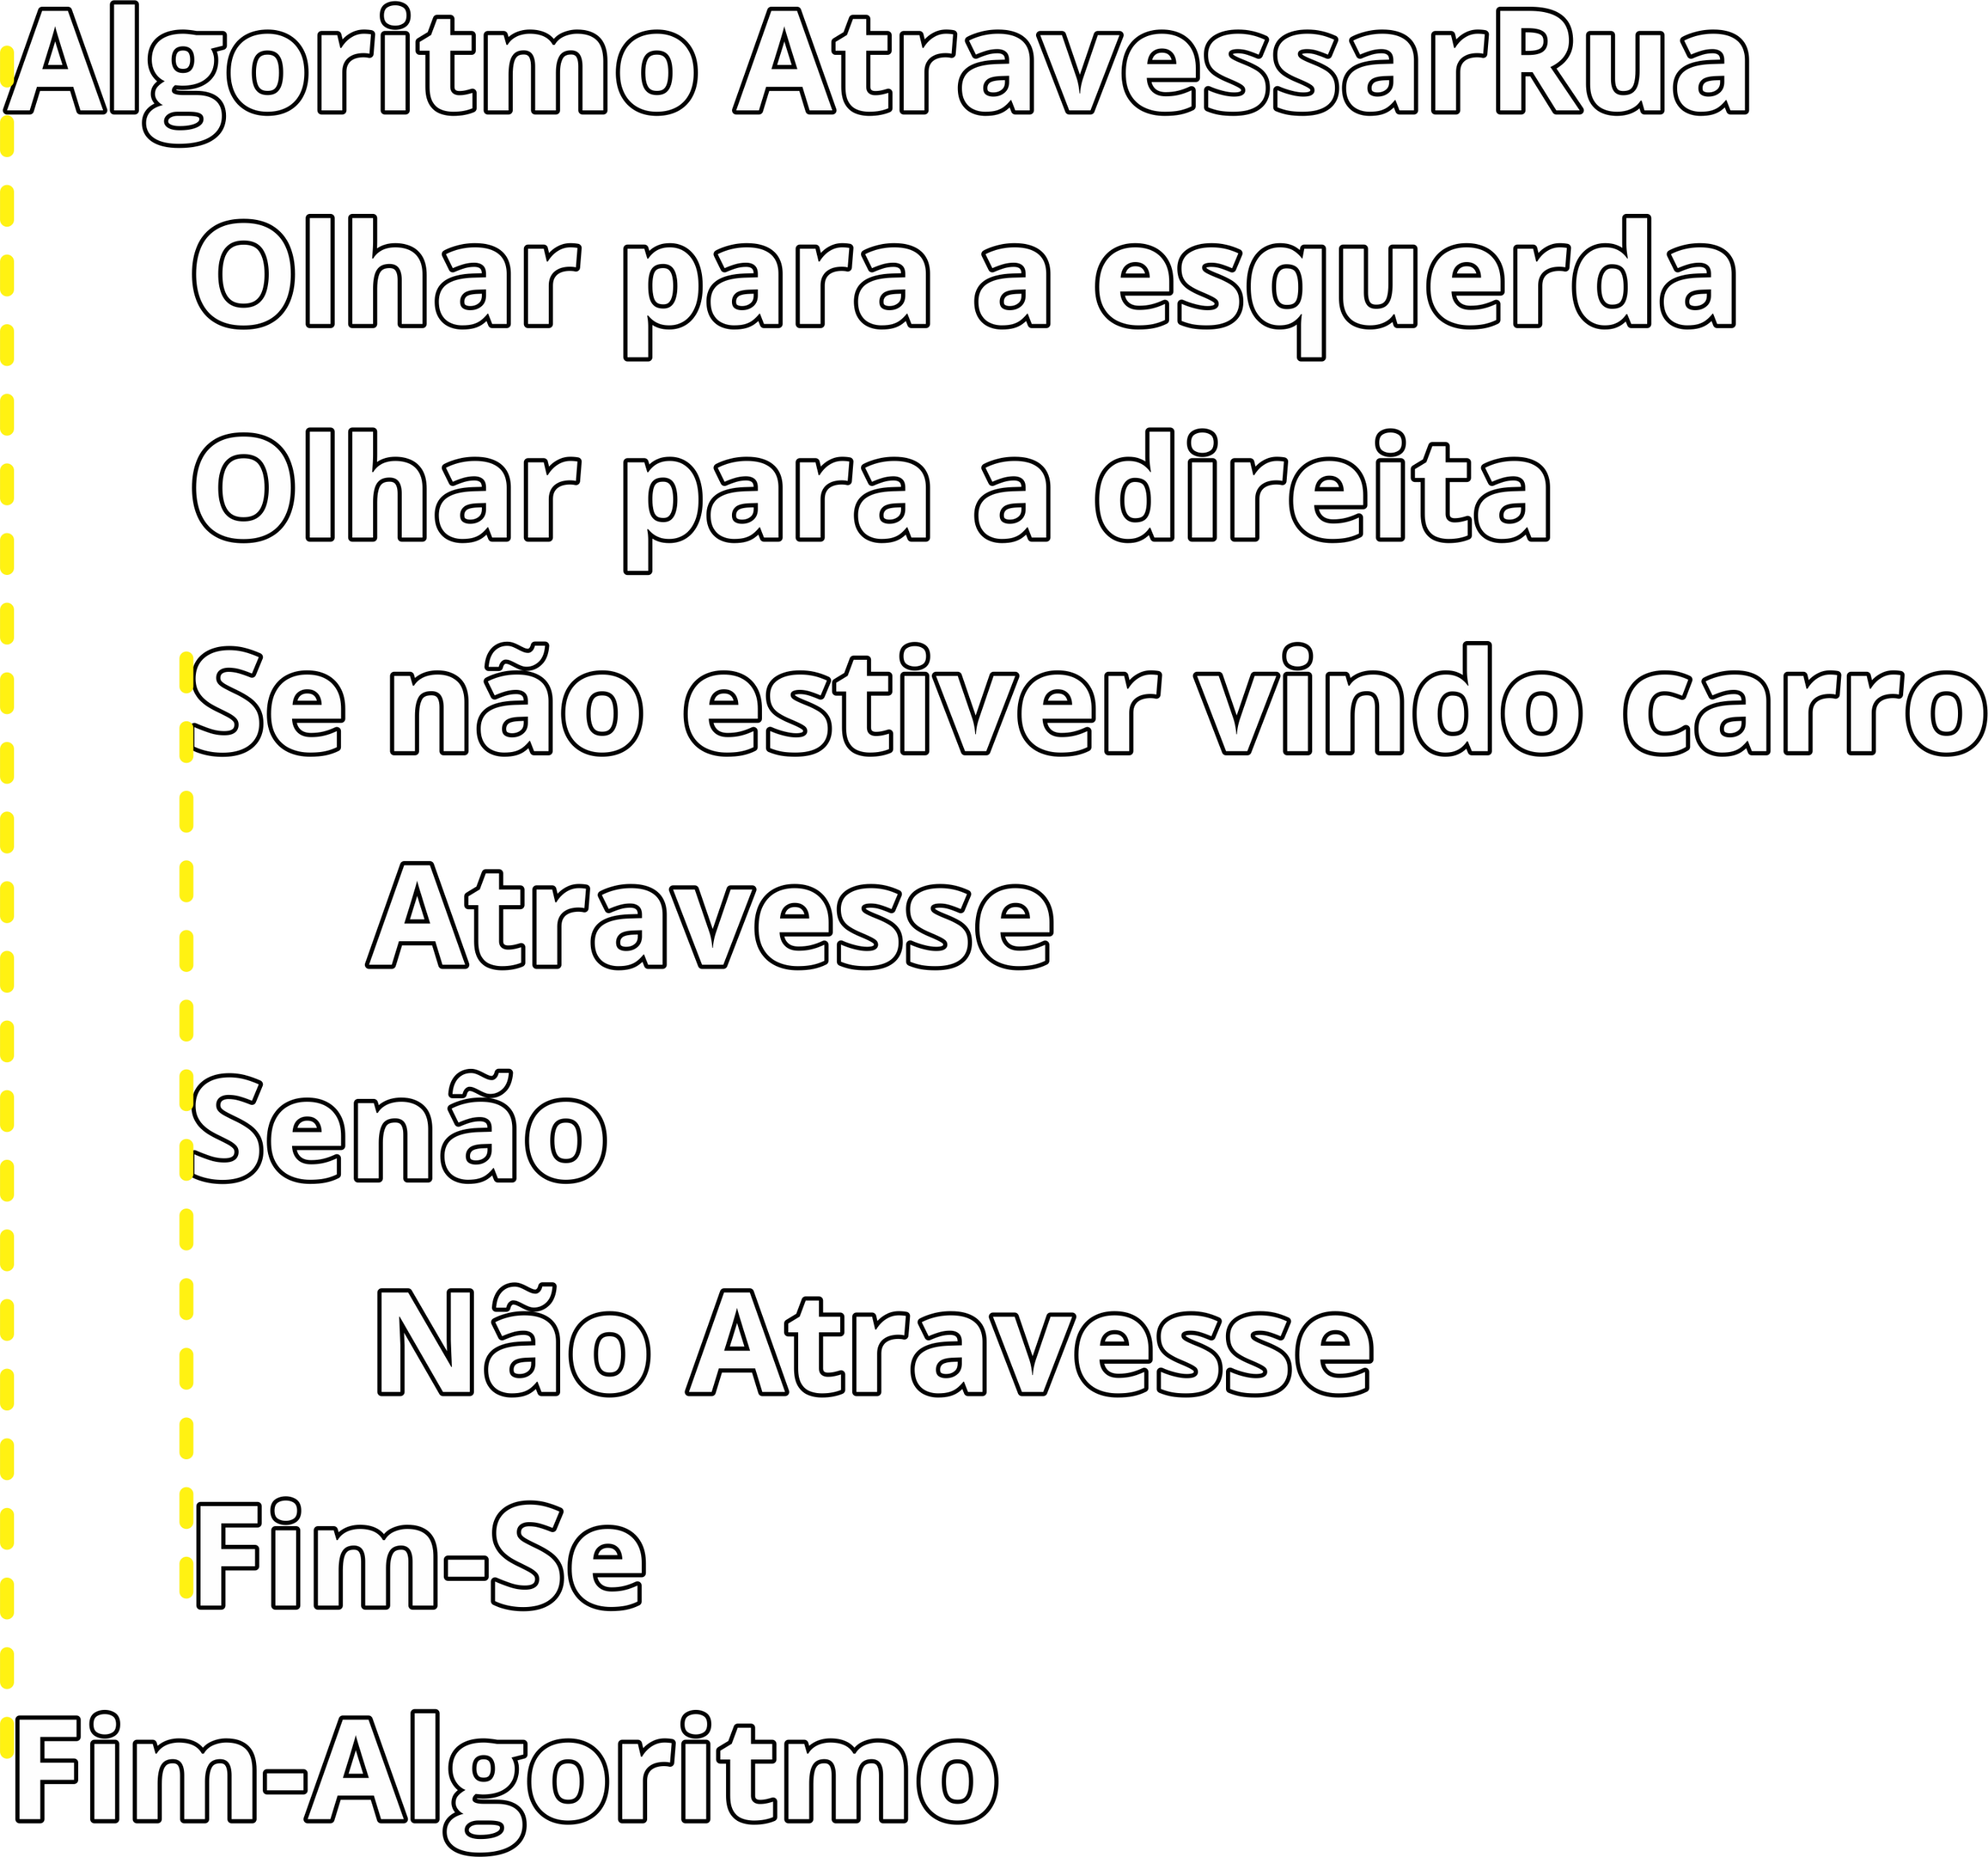 Algoritmo AtravessaRua
Olhar para a esquerda
Olhar para a direita
Se não estiver vindo carro
Atravesse
Senão
Não Atravesse
Fim-Se
Fim-Algoritmo